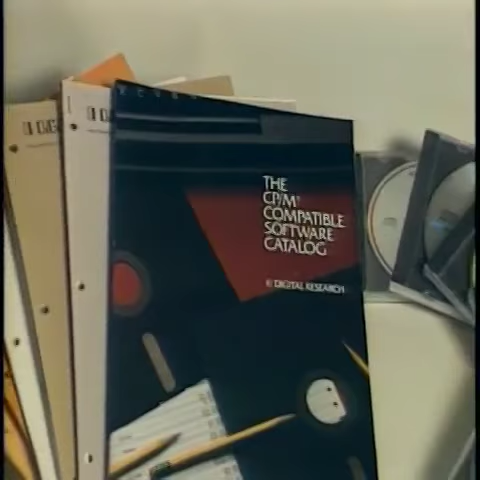 THE
CP/M®
COMPATIBLE
SOFTWARE
CATALOG
DIGITAL RESEARCH